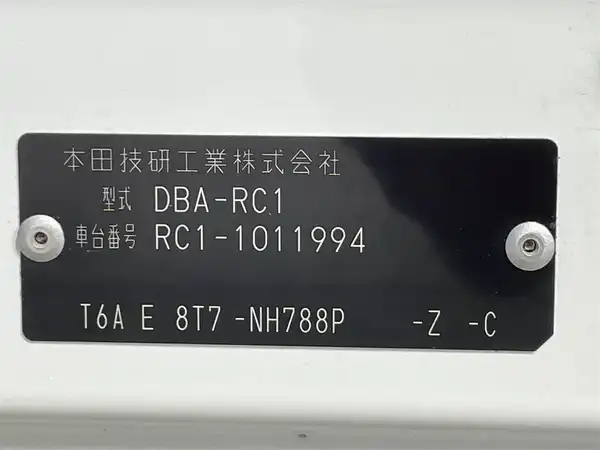 本田技研工業株式会社
型式 DBA-RC1
車台番号 RC1-1011994
T6A E 8T7 -NH788P -Z -C